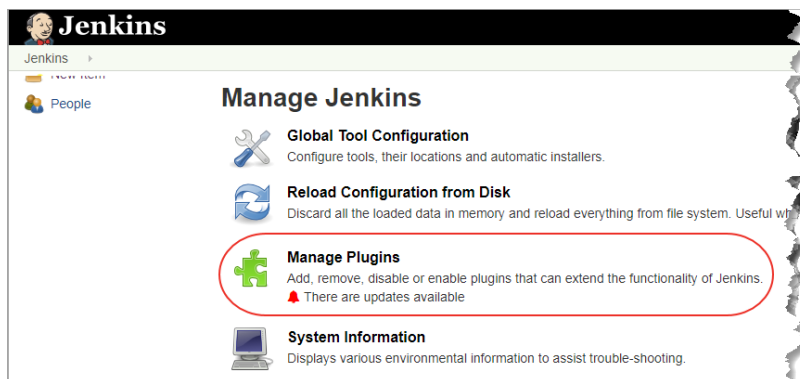 Jenkins
Jenkins
New Item
People
Manage Jenkins
Global Tool Configuration
Configure tools, their locations and automatic installers.
Reload Configuration from Disk
Discard all the loaded data in memory and reload everything from file system. Useful
Manage Plugins
Add, remove, disable or enable plugins that can extend the functionality of Jenkins.
There are updates available
System Information
Displays various environmental information to assist trouble-shooting.